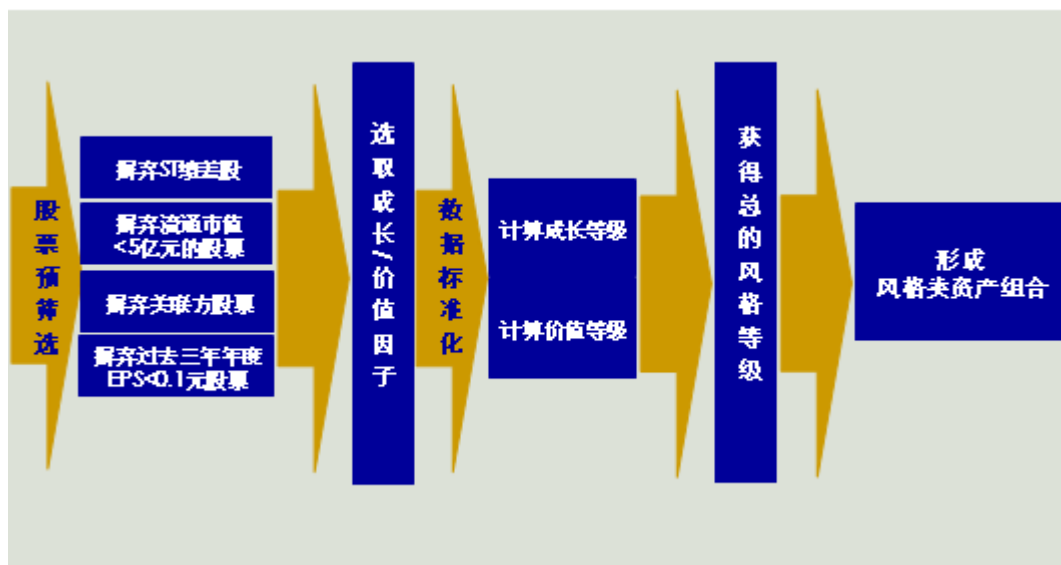 股票预筛选
摒弃ST绩差股
摒弃流通市值
<5亿元的股票
摒弃关联方股票
摒弃过去三年年度
EPS<0.1元股票
选取成长/价值因子
数据标准化
计算成长等级
计算价值等级
获得总的风格等级
形成
风格类资产组合